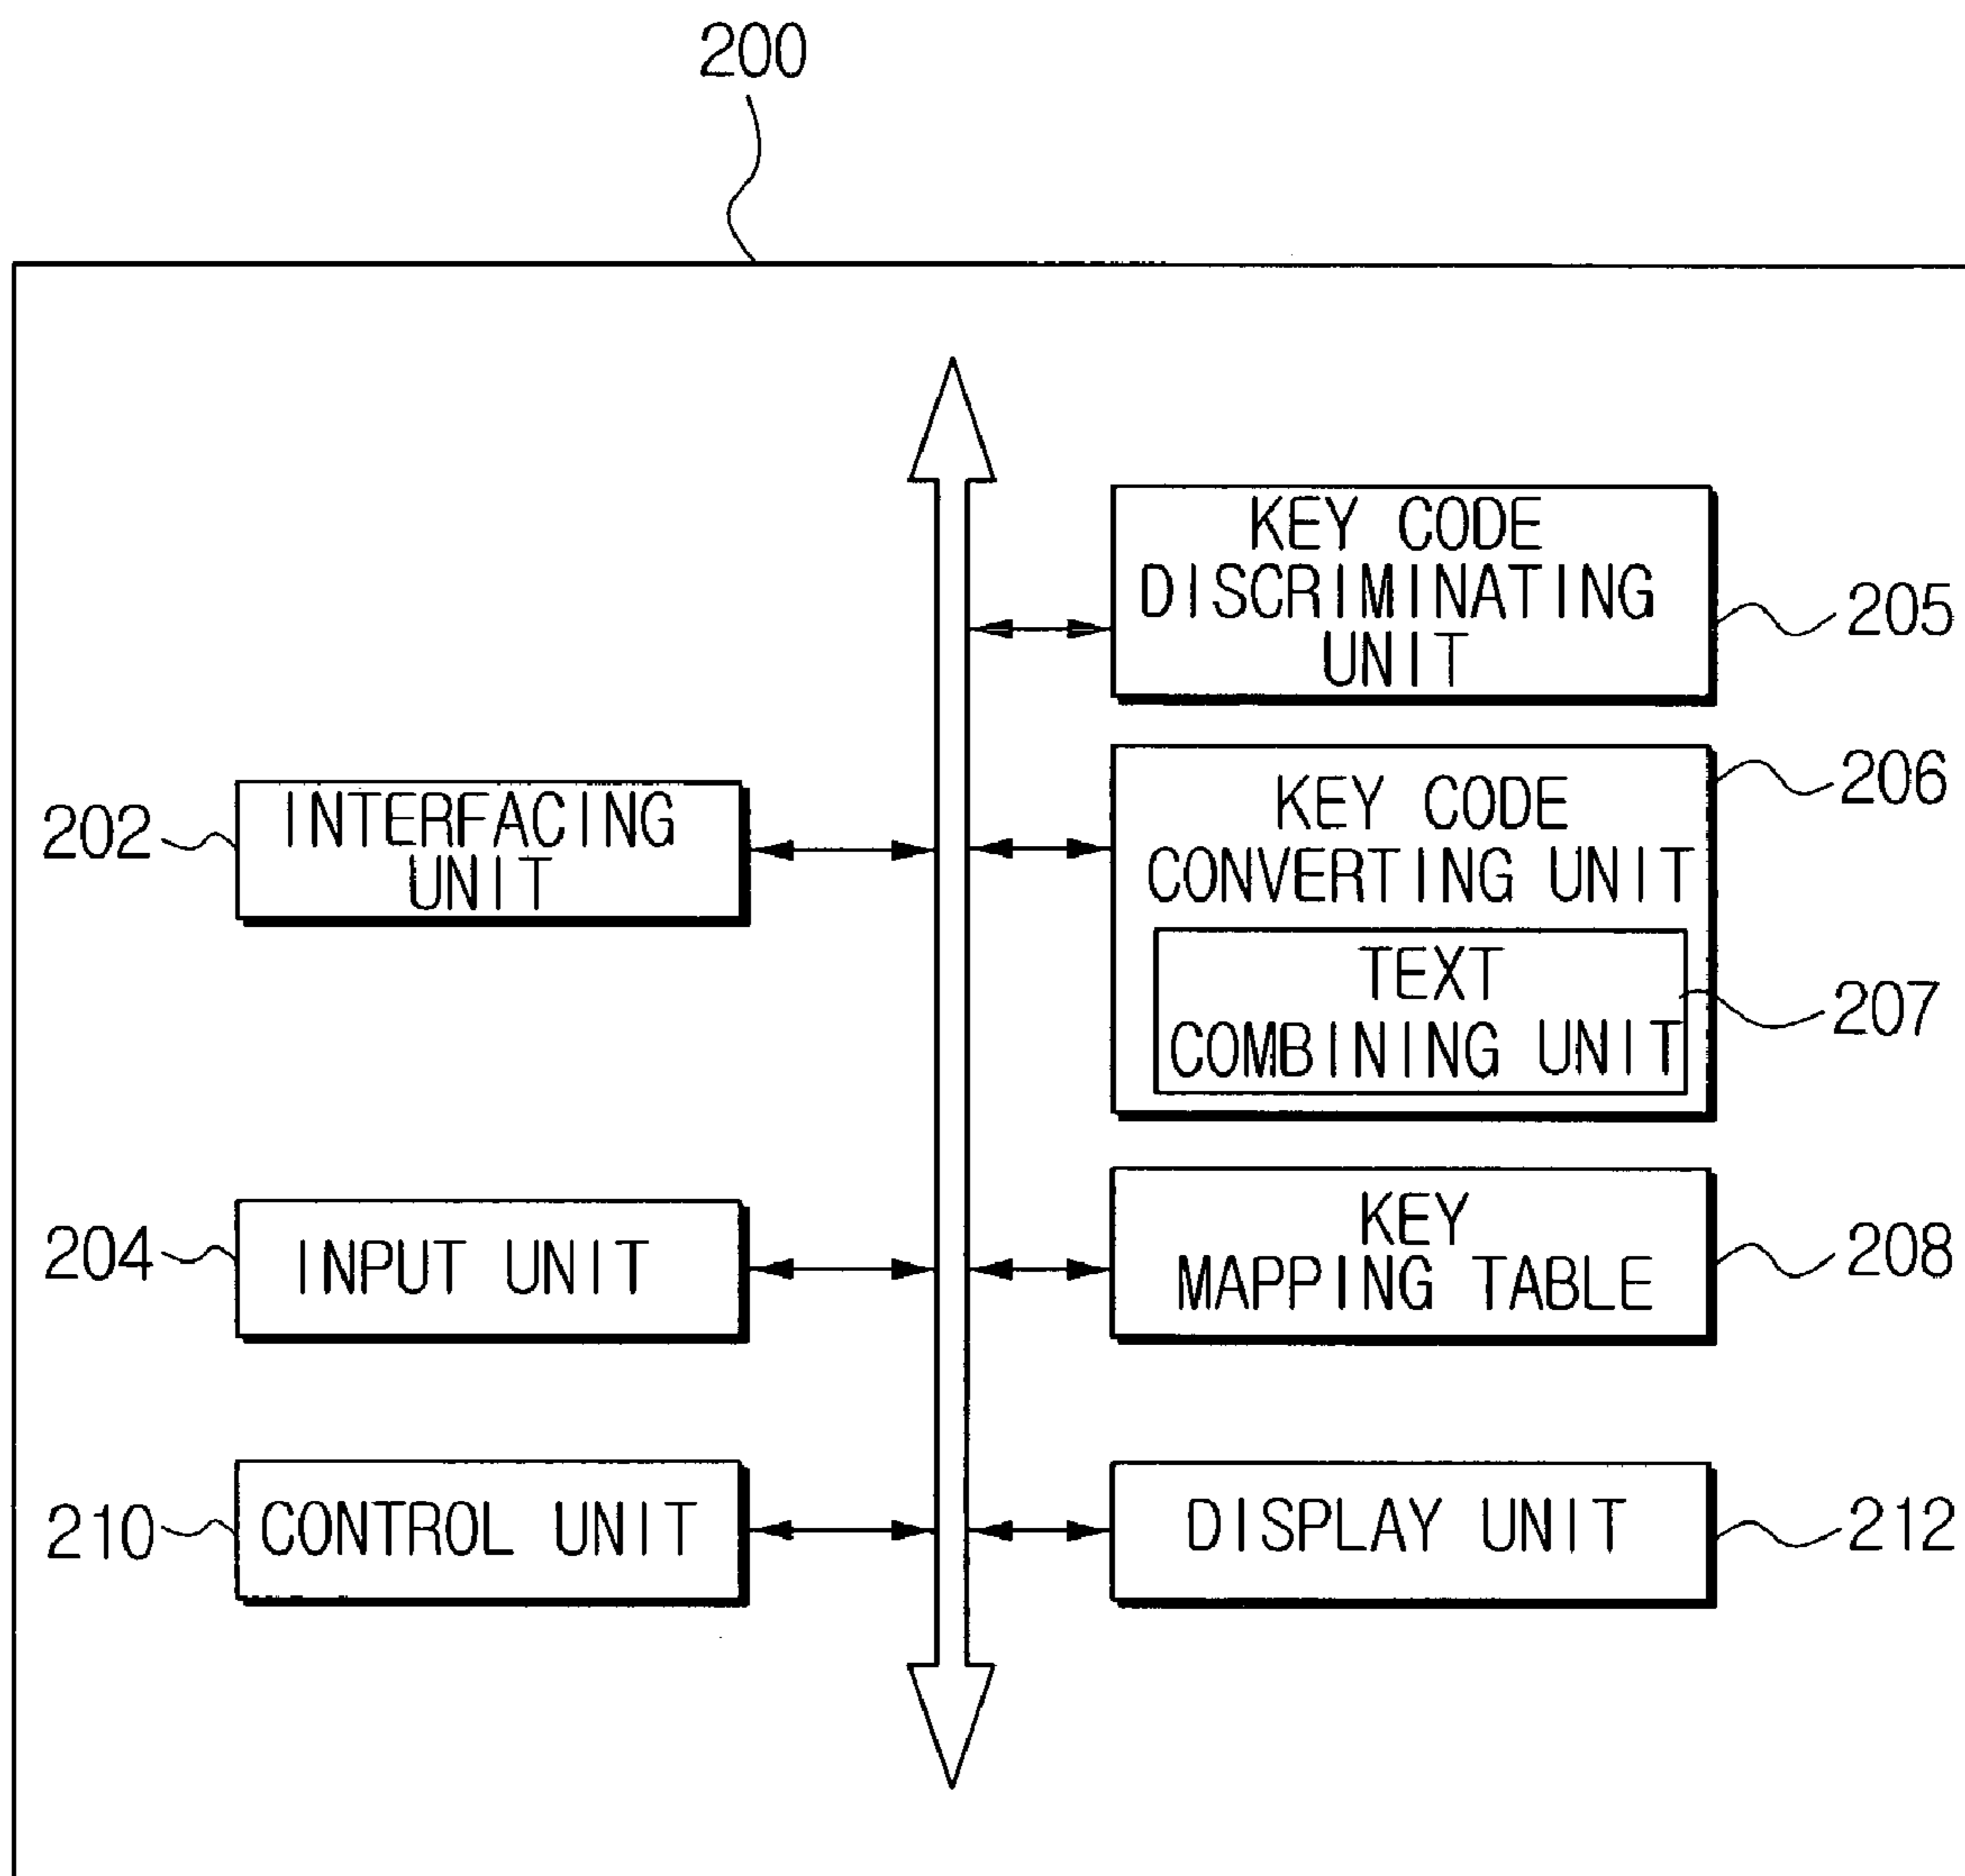 200
KEY CODE
DISCRIMINATING
UNIT
205
202
INTERFACING
UNIT
KEY CODE
CONVERTING UNIT
206
TEXT
COMBINING UNIT
207
204
INPUT UNIT
KEY
MAPPING TABLE
208
210
CONTROL UNIT
DISPLAY UNIT
212